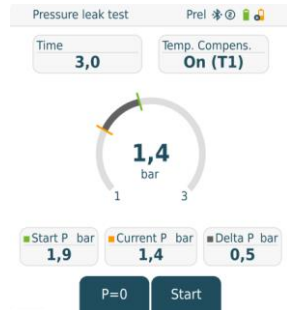 Pressure leak test Prel
Time
3,0
Temp. Compens.
On (T1)
1,4
bar
1 3
Start P bar
1,9
Current P bar
1,4
Delta P bar
0,5
P=0
Start